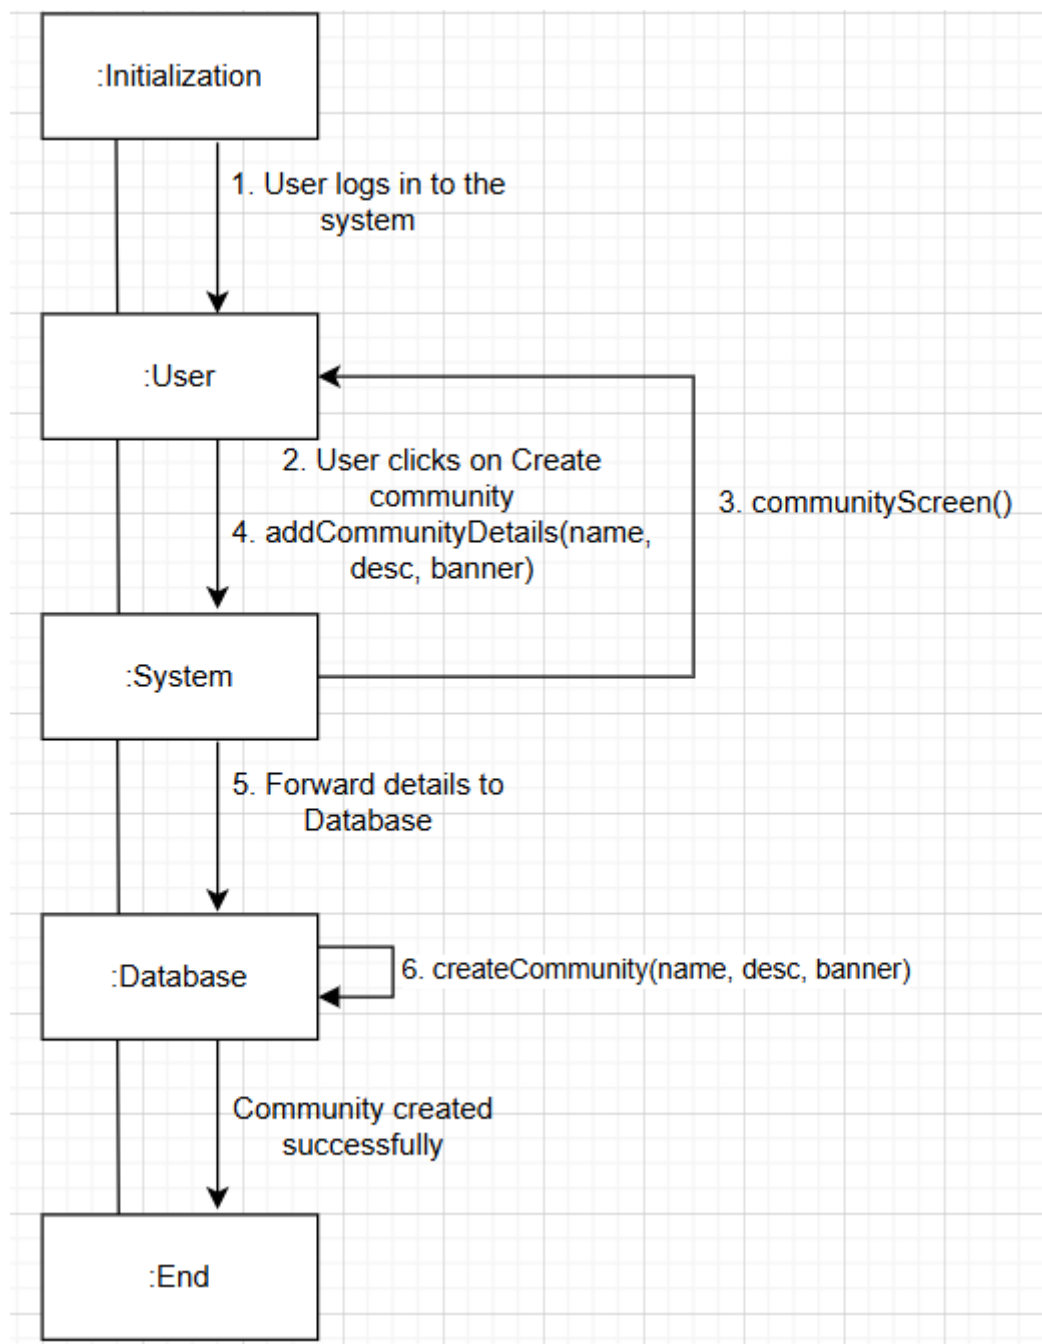 :Initialization
1. User logs in to the
system
:User
2. User clicks on Create
community
4. addCommunityDetails(name,
desc, banner)
3. communityScreen()
:System
5. Forward details to
Database
:Database
6. createCommunity(name, desc, banner)
Community created
successfully
:End